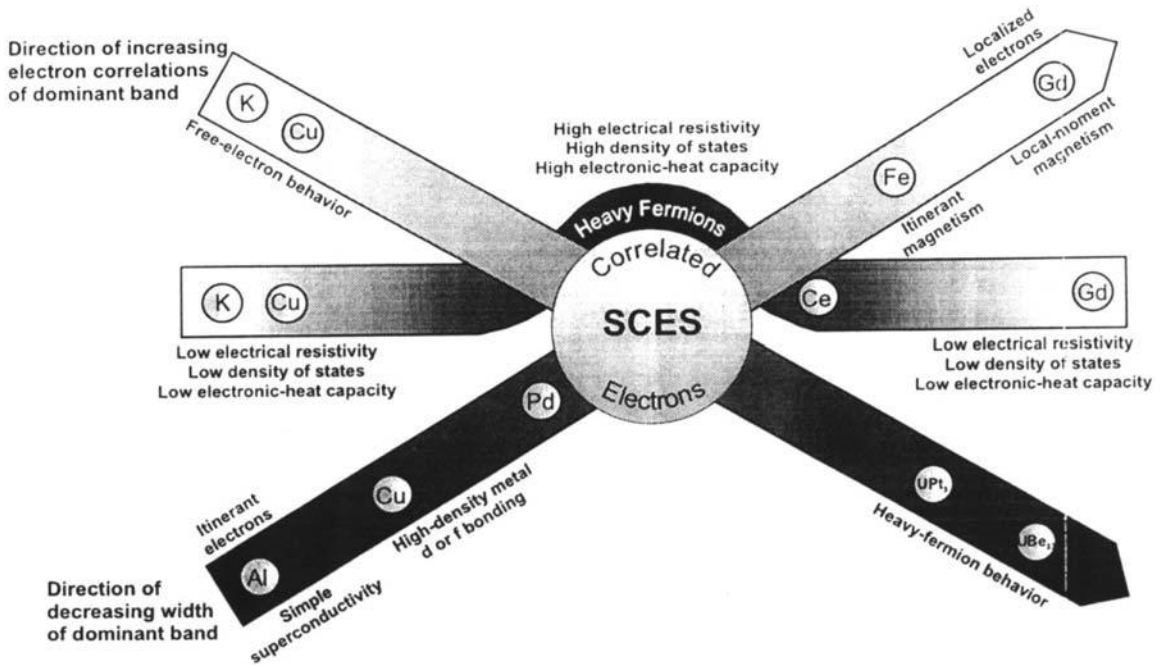 Direction of increasing
electron correlations
of dominant band
K
Cu
Free-electron behavior
High electrical resistivity
High density of states
High electronic-heat capacity
Localized
electrons
Gd
Local-moment
magnetism
Fe
Itinerant
magnetism
Heavy Fermions
Correlated
SCES
Electrons
K
Cu
Low electrical resistivity
Low density of states
Low electronic-heat capacity
Ce
Gd
Low electrical resistivity
Low density of states
Low electronic-heat capacity
Pd
Cu
Al
Itinerant
electrons
High-density metal
d or f bonding
Simple
superconductivity
Direction of
decreasing width
of dominant band
UPt3
Heavy-fermion behavior